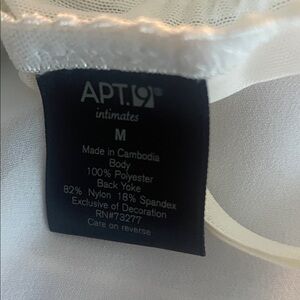 APT.9®
intimates
M
Made in Cambodia
Body
100% Polyester
Back Yoke
82% Nylon 18% Spandex
Exclusive of Decoration
RN#73277
Care on reverse